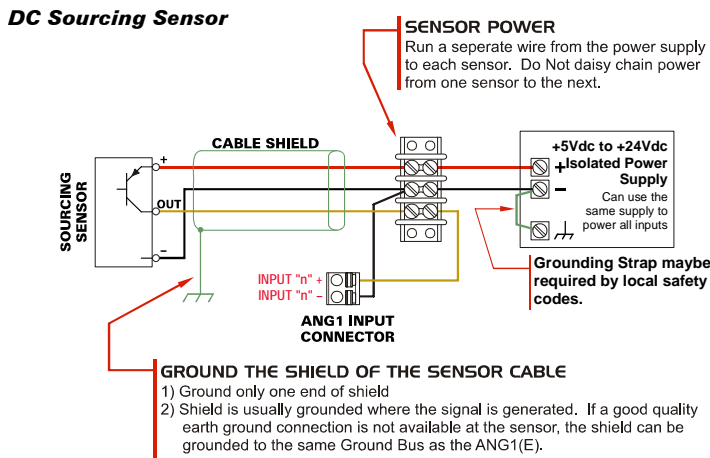 DC Sourcing Sensor
SENSOR POWER
Run a seperate wire from the power supply
to each sensor. Do Not daisy chain power
from one sensor to the next.
CABLE SHIELD
+
OUT
–
SOURCING
SENSOR
+5Vdc to +24Vdc
Isolated Power
Supply
Can use the
same supply to
power all inputs
+
–
Grounding Strap maybe
required by local safety
codes.
INPUT "n" +
INPUT "n" –
ANG1 INPUT
CONNECTOR
GROUND THE SHIELD OF THE SENSOR CABLE
1) Ground only one end of shield
2) Shield is usually grounded where the signal is generated. If a good quality
earth ground connection is not available at the sensor, the shield can be
grounded to the same Ground Bus as the ANG1(E).